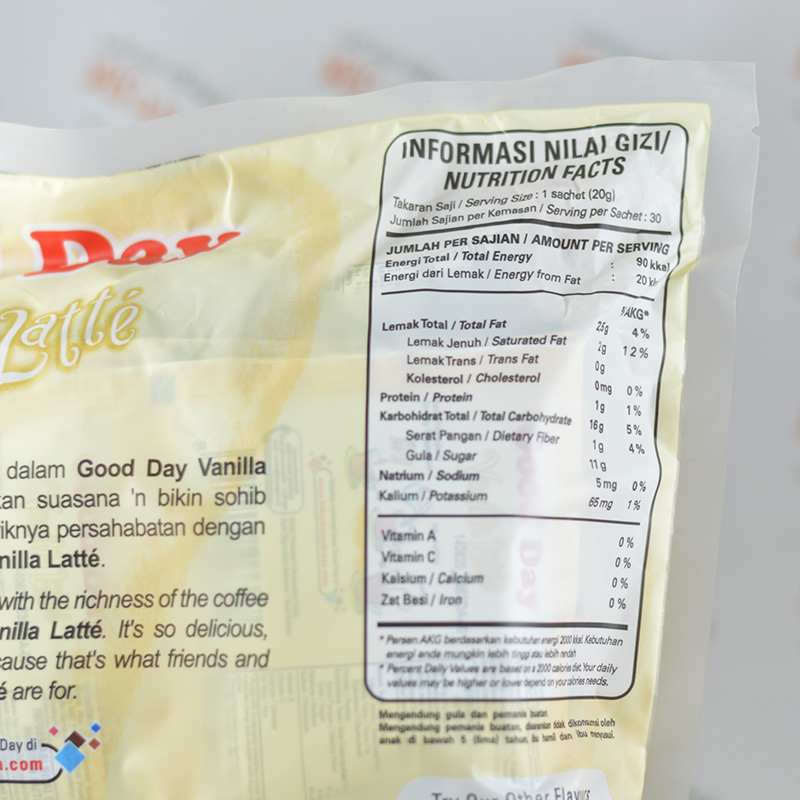 Day
Latté
dalam Good Day Vanilla
kan suasana 'n bikin sohib
riknya persahabatan dengan
nilla Latté.
with the richness of the coffee
nilla Latté. It's so delicious,
cause that's what friends and
é are for.
Day di
.com
INFORMASI NILAI GIZI/
NUTRITION FACTS
Takaran Saji / Serving Size : 1 sachet (20g)
Jumlah Sajian per Kemasan / Serving per Sachet : 30
JUMLAH PER SAJIAN / AMOUNT PER SERVING
Energi Total / Total Energy : 90 kkal
Energi dari Lemak / Energy from Fat : 20 kk
%AKG*
Lemak Total / Total Fat 2.5g 4%
Lemak Jenuh / Saturated Fat 2g 12%
Lemak Trans / Trans Fat 0g
Kolesterol / Cholesterol 0mg 0%
Protein / Protein 1g 1%
Karbohidrat Total / Total Carbohydrate 16g 5%
Serat Pangan / Dietary Fiber 1g 4%
Gula / Sugar 11g
Natrium / Sodium 5mg 0%
Kalium / Potassium 65mg 1%
Vitamin A 0%
Vitamin C 0%
Kalsium / Calcium 0%
Zat Besi / Iron 0%
* Persen AKG berdasarkan kebutuhan energi 2000 kkal. Kebutuhan
energi anda mungkin lebih tinggi atau lebih rendah
* Percent Daily Values are based on a 2000 calories diet. Your daily
values may be higher or lower depend on your calories needs.
Mengandung gula dan pemanis buatan.
Mengandung pemanis buatan, disarankan tidak dikonsumsi oleh
anak di bawah 5 (lima) tahun, ibu hamil dan ibu menyusui.
Try Our Other Flavors